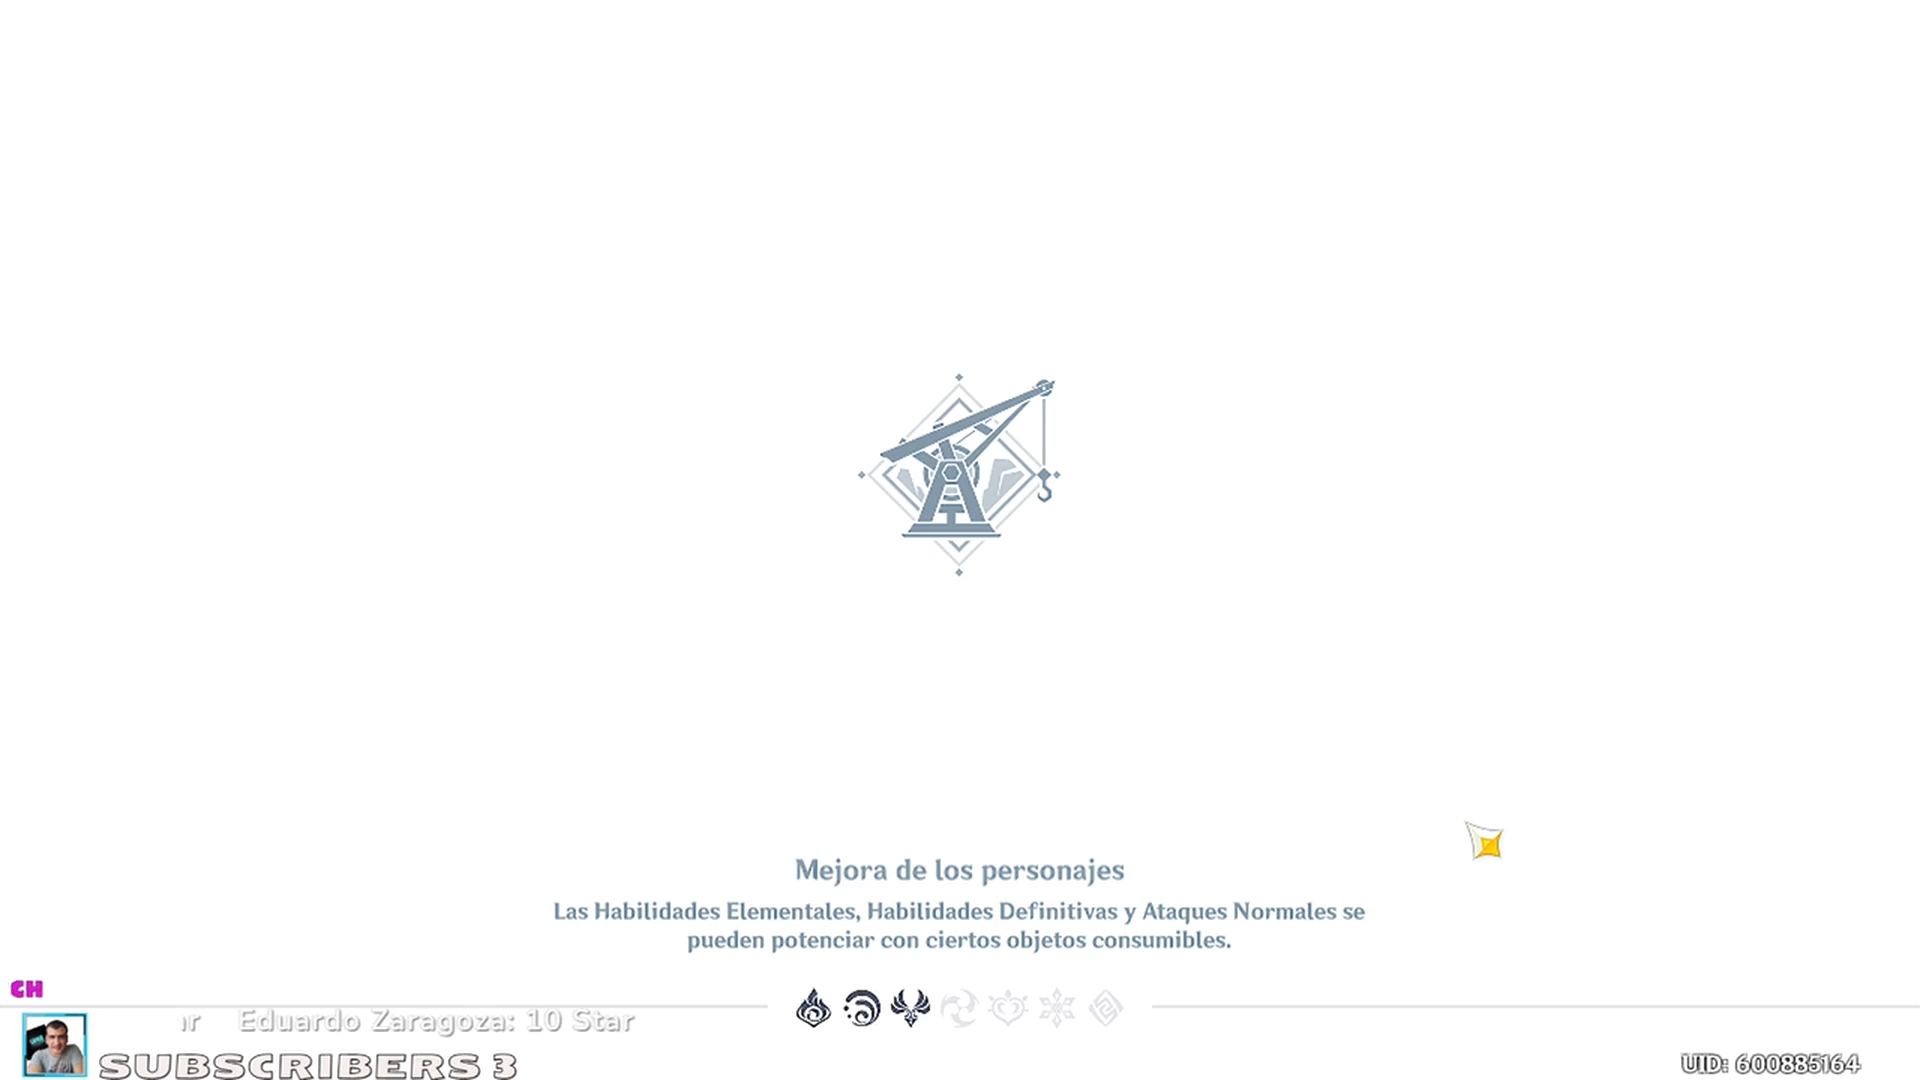 Mejora de los personajes
Las Habilidades Elementales, Habilidades Definitivas y Ataques Normales se
pueden potenciar con ciertos objetos consumibles.
CH
Eduardo Zaragoza: 10 Star
SUBSCRIBERS 3
UID: 600885164